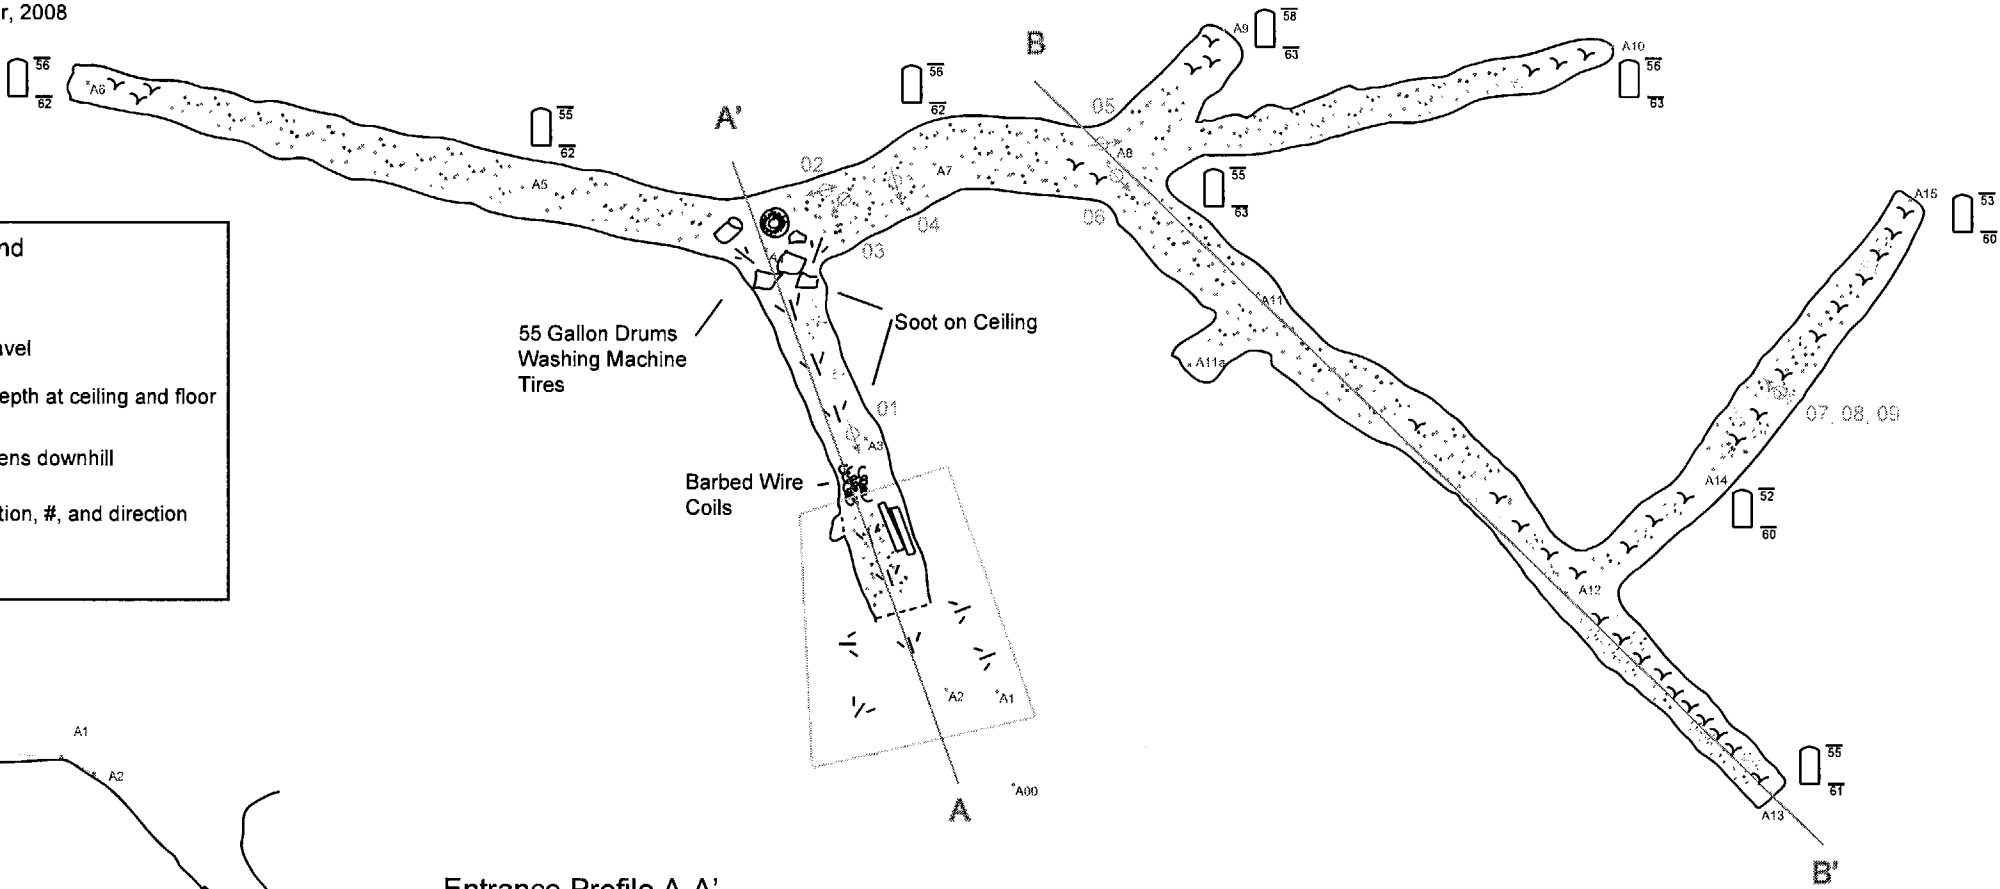 r, 2008
56
62
A6
55
62
A5
A'
56
62
02
A7
04
03
B
05
A8
06
A9
58
63
A10
56
63
55
63
A15
53
60
nd
avel
epth at ceiling and floor
ens downhill
tion, #, and direction
55 Gallon Drums
Washing Machine
Tires
Soot on Ceiling
A11
A11a
01
A3
Barbed Wire
Coils
07, 08, 09
A14
52
60
A12
A2
A1
A00
A
55
61
A13
B'
A1
A2
Entrance Profile A-A'